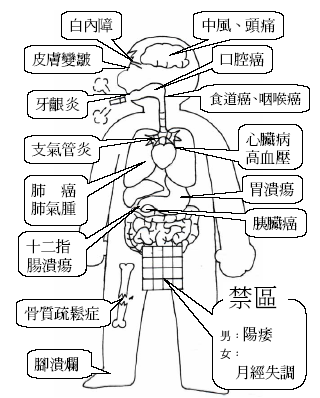 白內障
中風、頭痛
皮膚變皺
口腔癌
牙齦炎
食道癌、咽喉癌
支氣管炎
心臟病
高血壓
肺 癌
肺氣腫
胃潰瘍
胰臟癌
十二指
腸潰瘍
骨質疏鬆症
禁區
男：陽痿
女：
月經失調
腳潰爛